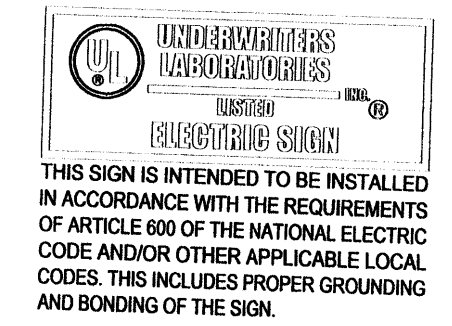 UL
®
UNDERWRITERS
LABORATORIES
INC. ®
LISTED
ELECTRIC SIGN
THIS SIGN IS INTENDED TO BE INSTALLED
IN ACCORDANCE WITH THE REQUIREMENTS
OF ARTICLE 600 OF THE NATIONAL ELECTRIC
CODE AND/OR OTHER APPLICABLE LOCAL
CODES. THIS INCLUDES PROPER GROUNDING
AND BONDING OF THE SIGN.